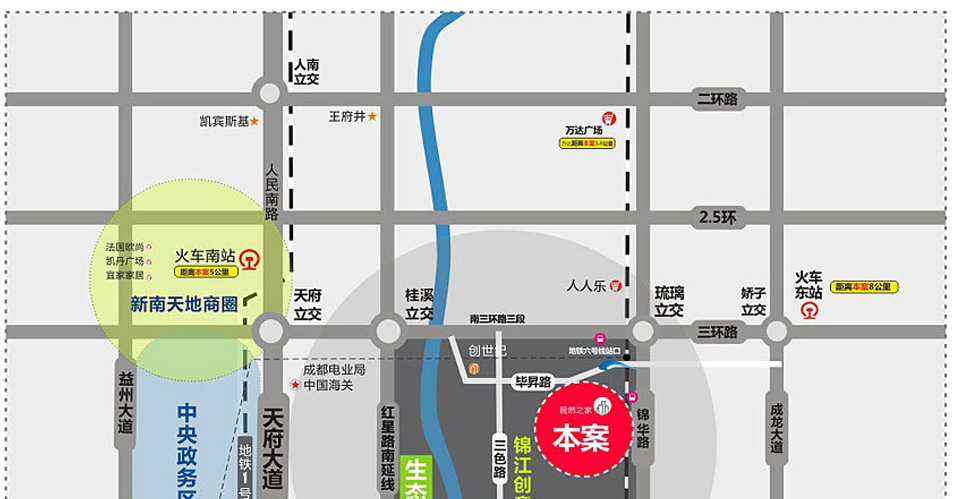 人南
立交
二环路
凯宾斯基
王府井
万达广场
万达距离本案3.8公里
人民南路
2.5环
法国欧尚
凯丹广场
宜家家居
火车南站
距离本案5公里
新南天地商圈
天府
立交
桂溪
立交
人人乐
琉璃
立交
娇子
立交
火车
东站
距离本案8公里
南三环路三段
三环路
创世纪
地铁六号线站口
成都电业局
中国海关
毕昇路
益州大道
中央政务区
天府大道
地铁1号
红星路南延线
生态
三色路
锦江创意
居然之家
本案
锦华路
成龙大道